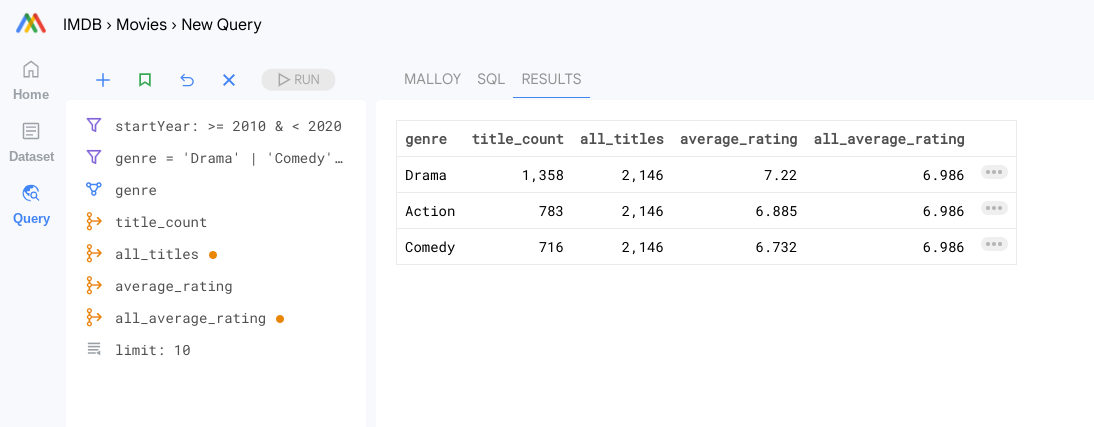 IMDB › Movies › New Query
Home
Dataset
Query
RUN
MALLOY SQL RESULTS
startYear: >= 2010 & < 2020
genre = 'Drama' | 'Comedy'…
genre
title_count
all_titles
average_rating
all_average_rating
limit: 10
genre title_count all_titles average_rating all_average_rating
Drama 1,358 2,146 7.22 6.986
Action 783 2,146 6.885 6.986
Comedy 716 2,146 6.732 6.986